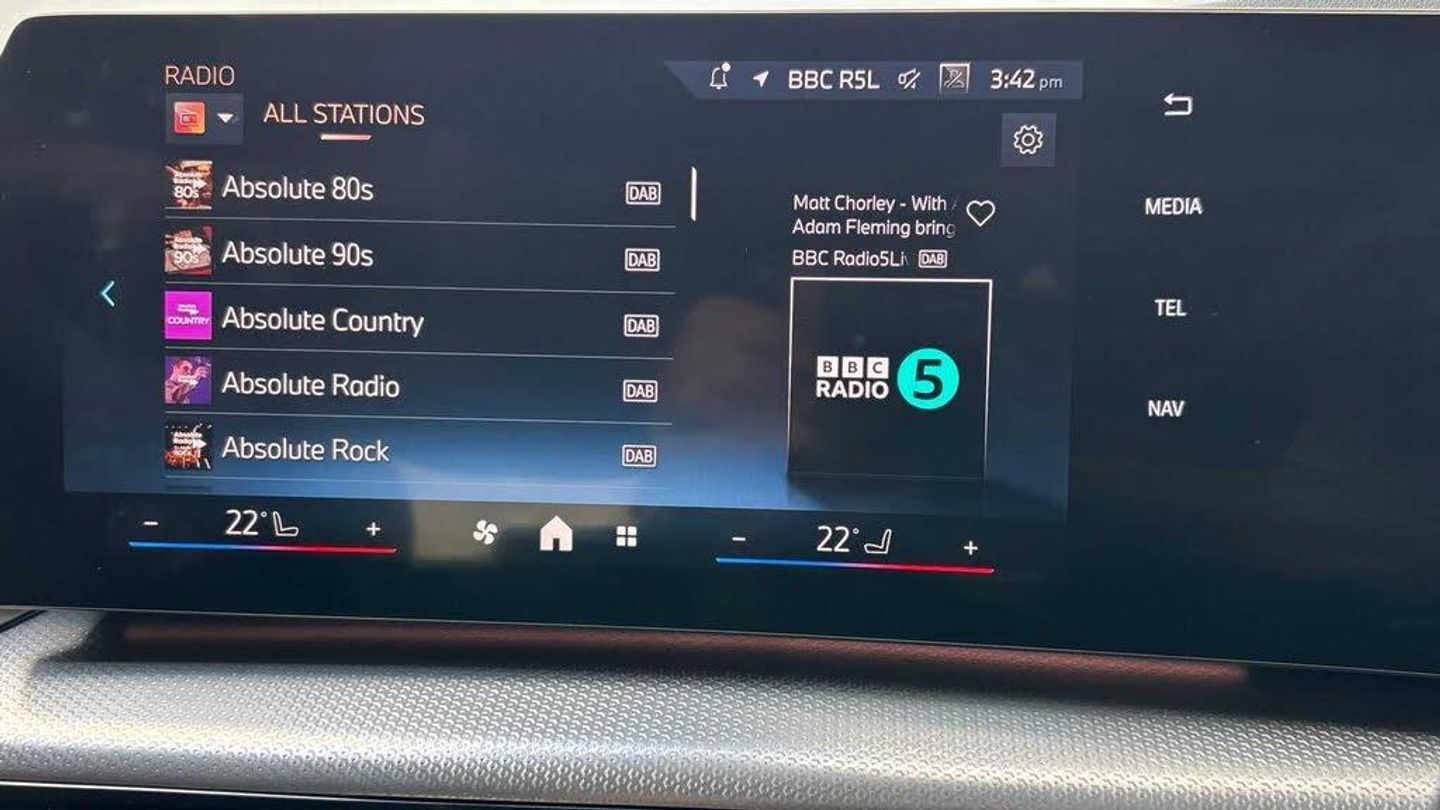 RADIO
BBC R5L
3:42 pm
ALL STATIONS
Absolute 80s DAB
Absolute 90s DAB
Absolute Country DAB
COUNTRY
Absolute Radio DAB
Absolute Rock DAB
Matt Chorley - With
Adam Fleming bring
BBC Radio5Li DAB
BBC
RADIO 5
MEDIA
TEL
NAV
− 22° +
− 22° +